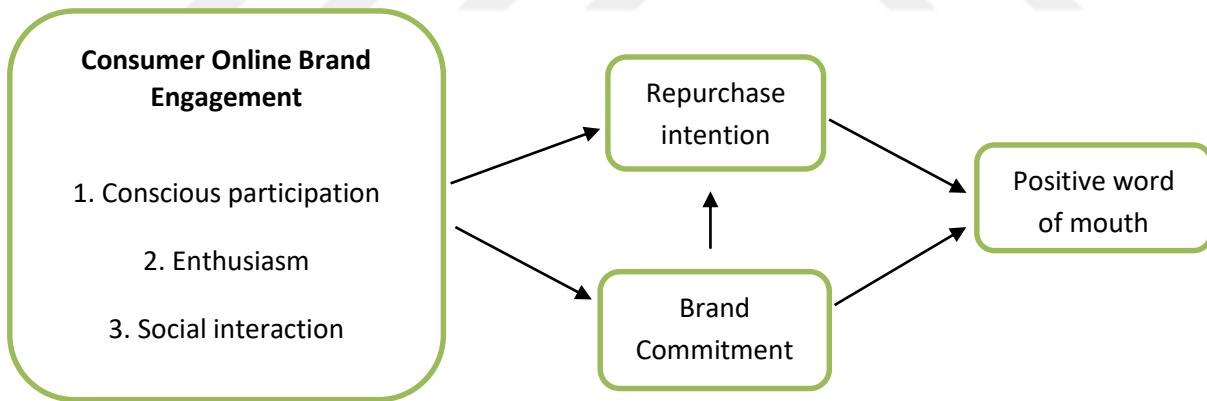 Consumer Online Brand
Engagement
1. Conscious participation
2. Enthusiasm
3. Social interaction
Repurchase
intention
Brand
Commitment
Positive word
of mouth